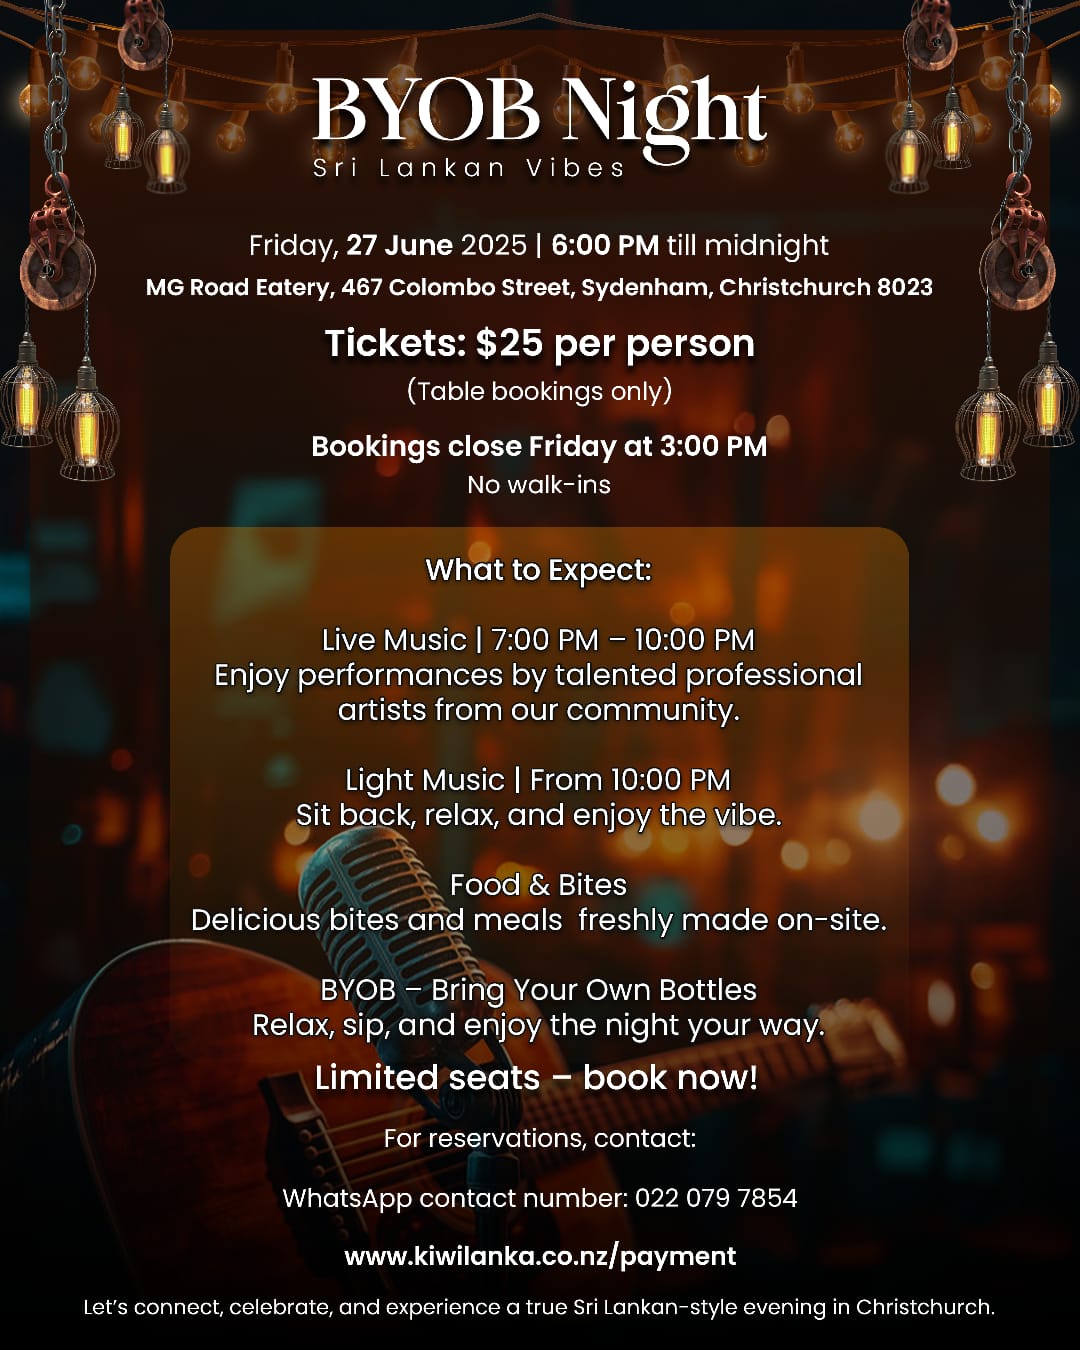 BYOB Night
Sri Lankan Vibes
Friday, 27 June 2025 | 6:00 PM till midnight
MG Road Eatery, 467 Colombo Street, Sydenham, Christchurch 8023
Tickets: $25 per person
(Table bookings only)
Bookings close Friday at 3:00 PM
No walk-ins
What to Expect:
Live Music | 7:00 PM – 10:00 PM
Enjoy performances by talented professional
artists from our community.
Light Music | From 10:00 PM
Sit back, relax, and enjoy the vibe.
Food & Bites
Delicious bites and meals  freshly made on-site.
BYOB – Bring Your Own Bottles
Relax, sip, and enjoy the night your way.
Limited seats – book now!
For reservations, contact:
WhatsApp contact number: 022 079 7854
www.kiwilanka.co.nz/payment
Let's connect, celebrate, and experience a true Sri Lankan-style evening in Christchurch.